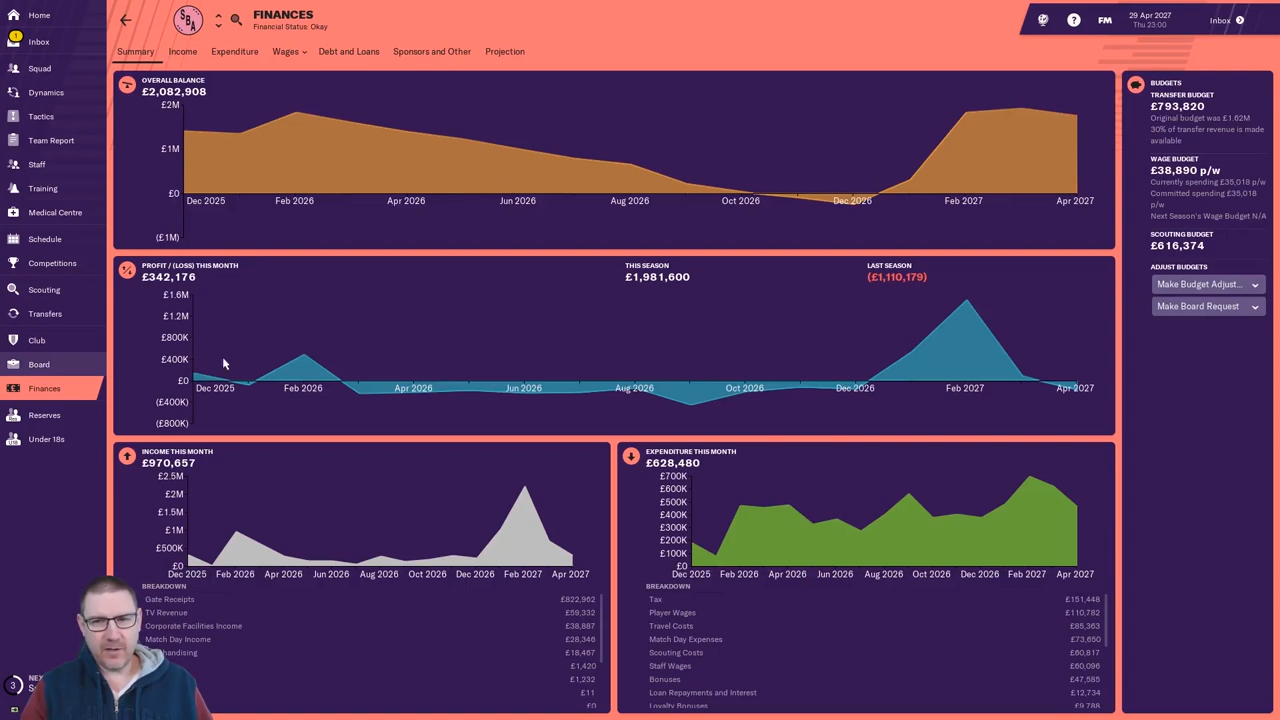 Home
1
Inbox
Squad
Dynamics
Tactics
Team Report
Staff
Training
Medical Centre
Schedule
Competitions
Scouting
Transfers
Club
Board
Finances
Reserves
Under 18s
3
SBA
FINANCES
Financial Status: Okay
?
FM
29 Apr 2027
Thu 23:00
Inbox
Summary
Income
Expenditure
Wages
Debt and Loans
Sponsors and Other
Projection
OVERALL BALANCE
£2,082,908
£2M
£1M
£0
(£1M)
Dec 2025
Feb 2026
Apr 2026
Jun 2026
Aug 2026
Oct 2026
Dec 2026
Feb 2027
Apr 2027
PROFIT / (LOSS) THIS MONTH
£342,176
THIS SEASON
£1,981,600
LAST SEASON
(£1,110,179)
£1.6M
£1.2M
£800K
£400K
£0
(£400K)
(£800K)
Dec 2025
Feb 2026
Apr 2026
Jun 2026
Aug 2026
Oct 2026
Dec 2026
Feb 2027
Apr 2027
INCOME THIS MONTH
£970,657
£2.5M
£2M
£1.5M
£1M
£500K
£0
Dec 2025
Feb 2026
Apr 2026
Jun 2026
Aug 2026
Oct 2026
Dec 2026
Feb 2027
Apr 2027
BREAKDOWN
Gate Receipts £822,962
TV Revenue £59,332
Corporate Facilities Income £38,887
Match Day Income £28,346
£18,467
£1,420
£1,232
£11
£0
EXPENDITURE THIS MONTH
£628,480
£700K
£600K
£500K
£400K
£300K
£200K
£100K
£0
Dec 2025
Feb 2026
Apr 2026
Jun 2026
Aug 2026
Oct 2026
Dec 2026
Feb 2027
Apr 2027
BREAKDOWN
Tax £151,448
Player Wages £110,782
Travel Costs £85,363
Match Day Expenses £73,650
Scouting Costs £60,817
Staff Wages £60,096
Bonuses £47,585
Loan Repayments and Interest £12,734
Loyalty Bonuses £9,788
BUDGETS
TRANSFER BUDGET
£793,820
Original budget was £1.62M
30% of transfer revenue is made
available
WAGE BUDGET
£38,890 p/w
Currently spending £35,018 p/w
Committed spending £35,018
p/w
Next Season's Wage Budget N/A
SCOUTING BUDGET
£616,374
ADJUST BUDGETS
Make Budget Adjust...
Make Board Request